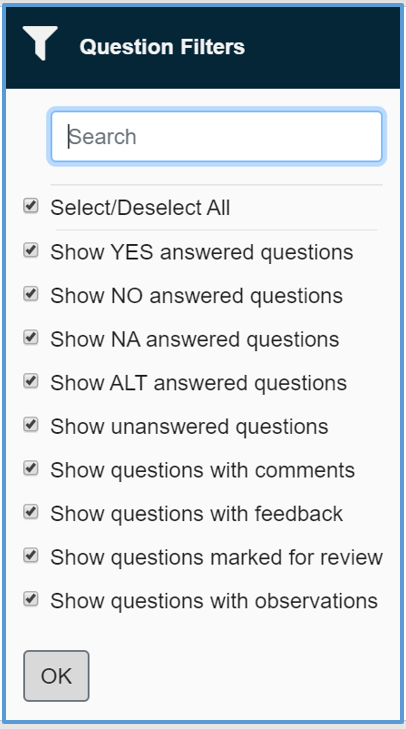 Question Filters
Search
Select/Deselect All
Show YES answered questions
Show NO answered questions
Show NA answered questions
Show ALT answered questions
Show unanswered questions
Show questions with comments
Show questions with feedback
Show questions marked for review
Show questions with observations
OK